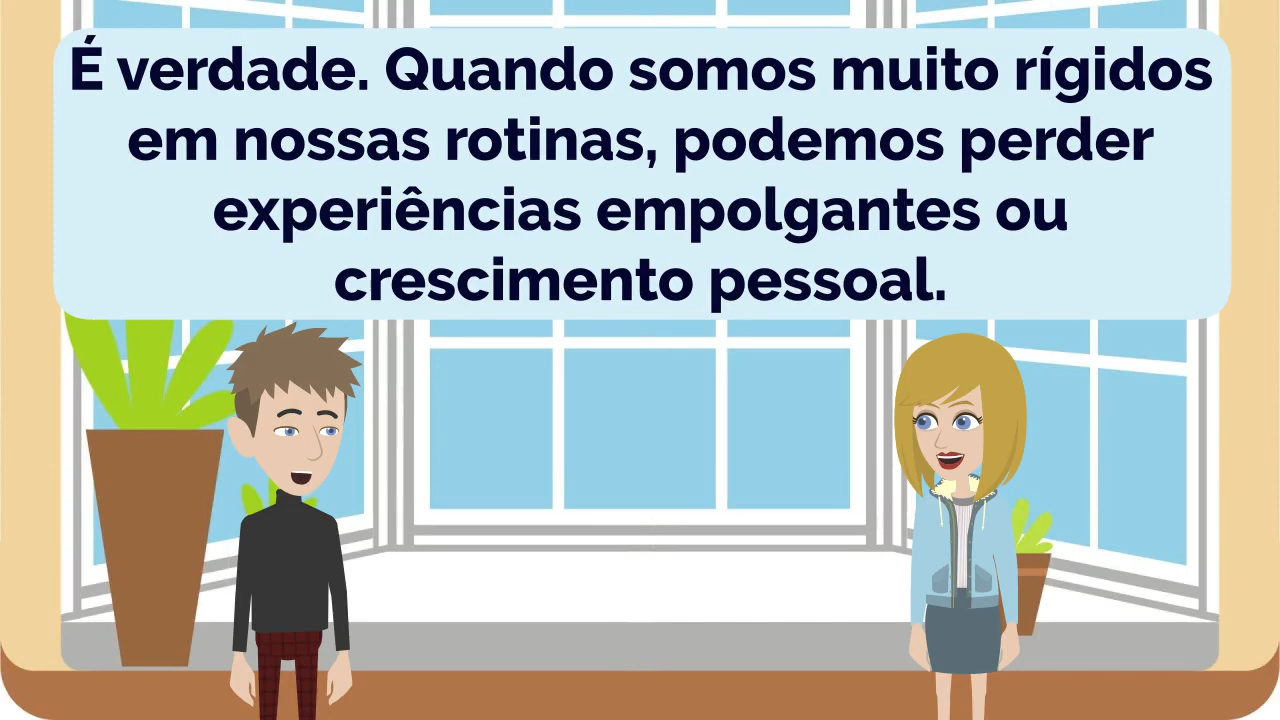 É verdade. Quando somos muito rígidos
em nossas rotinas, podemos perder
experiências empolgantes ou
crescimento pessoal.